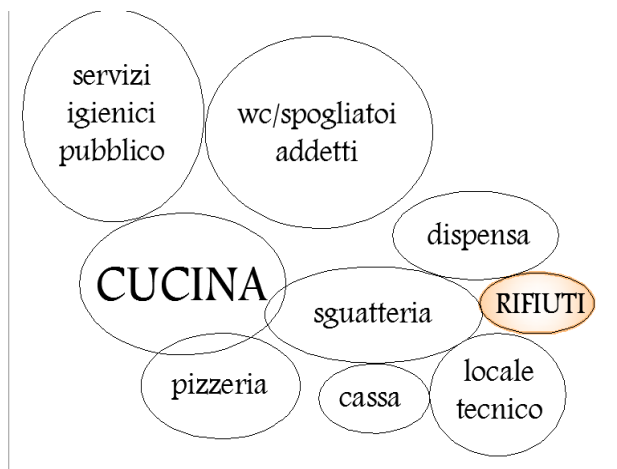 servizi
igienici
pubblico
wc/spogliatoi
addetti
dispensa
CUCINA
RIFIUTI
sguatteria
pizzeria
cassa
locale
tecnico